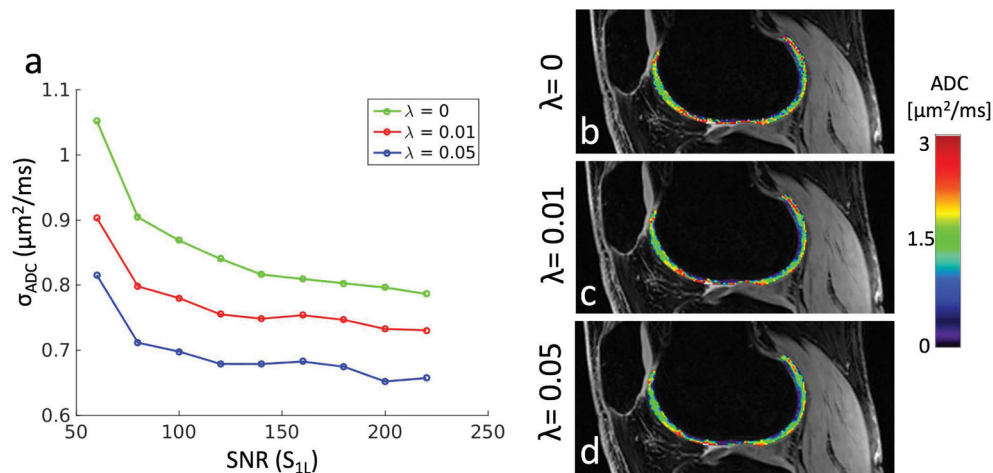 a
1.1
1
0.9
0.8
0.7
0.6
50
100
150
200
250
σADC (μm²/ms)
SNR (S1L)
λ = 0
λ = 0.01
λ = 0.05
λ= 0
b
λ= 0.01
c
λ= 0.05
d
ADC
[μm²/ms]
3
1.5
0